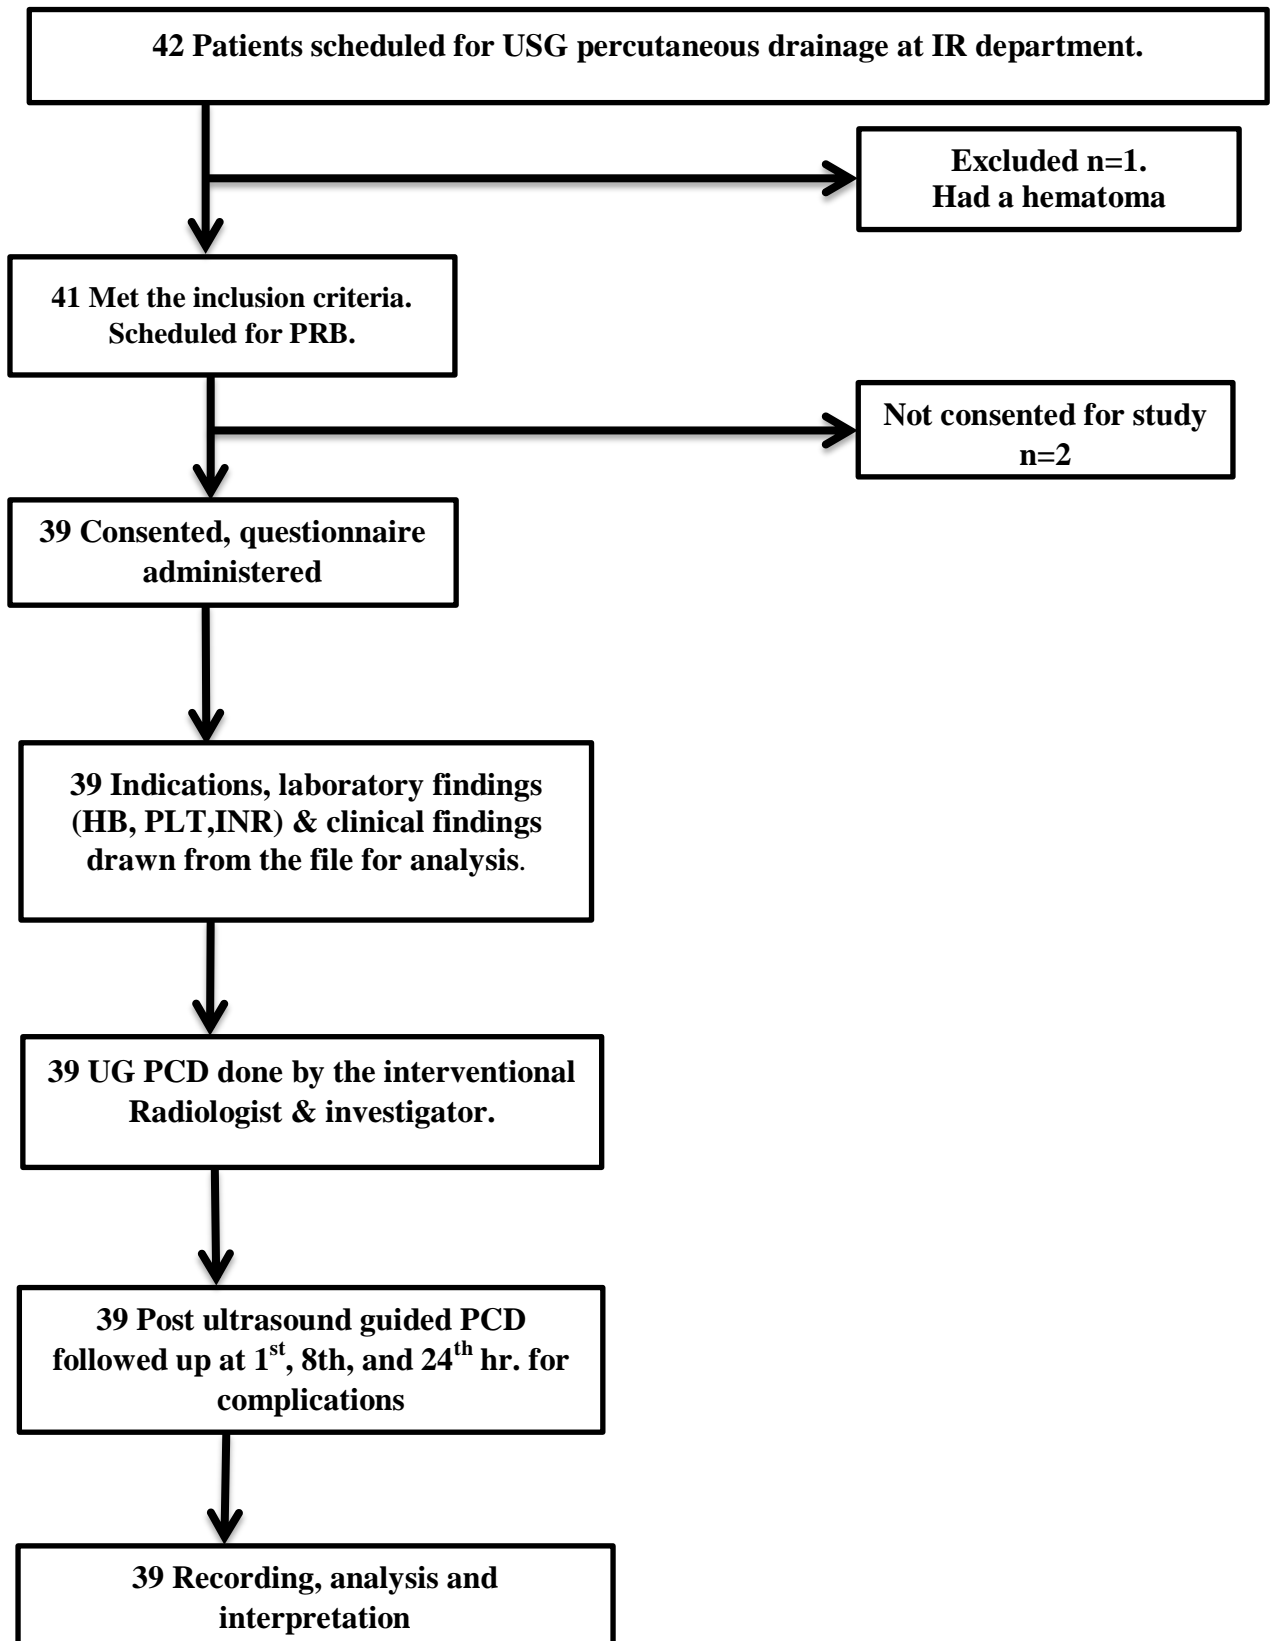 42 Patients scheduled for USG percutaneous drainage at IR department.
Excluded n=1.
Had a hematoma
41 Met the inclusion criteria.
Scheduled for PRB.
Not consented for study
n=2
39 Consented, questionnaire
administered
39 Indications, laboratory findings
(HB, PLT,INR) & clinical findings
drawn from the file for analysis.
39 UG PCD done by the interventional
Radiologist & investigator.
39 Post ultrasound guided PCD
followed up at 1st, 8th, and 24th hr. for
complications
39 Recording, analysis and
interpretation